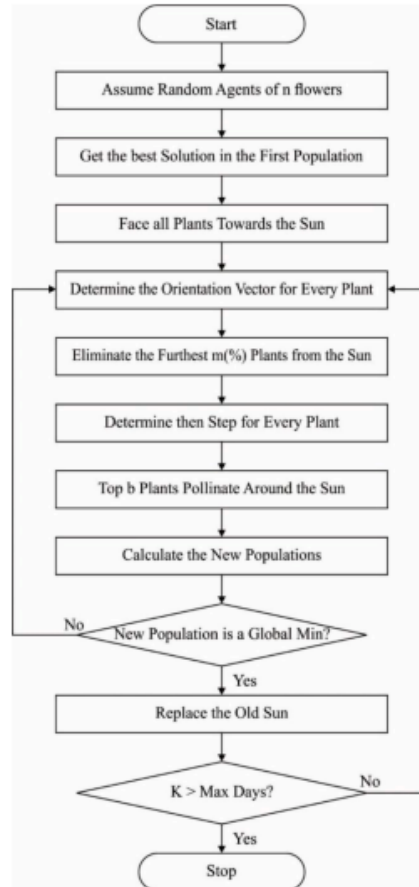 Start
Assume Random Agents of n flowers
Get the best Solution in the First Population
Face all Plants Towards the Sun
Determine the Orientation Vector for Every Plant
Eliminate the Furthest m(%) Plants from the Sun
Determine then Step for Every Plant
Top b Plants Pollinate Around the Sun
Calculate the New Populations
No
New Population is a Global Min?
Yes
Replace the Old Sun
No
K > Max Days?
Yes
Stop